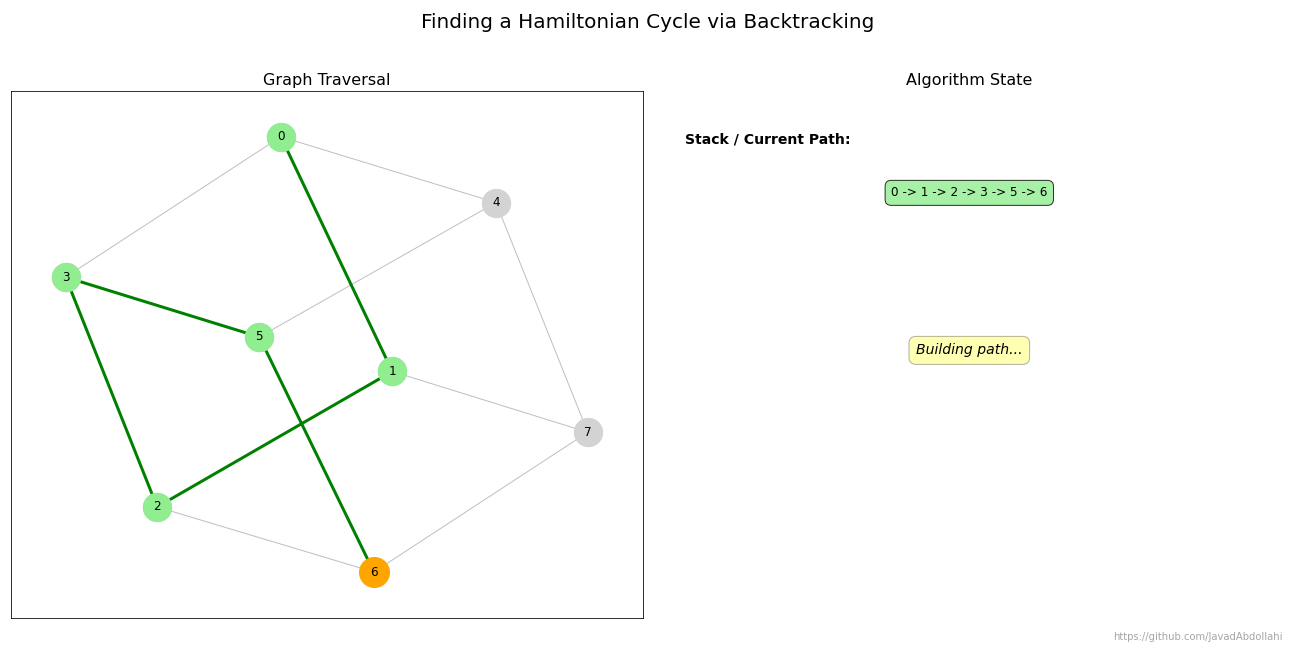 Finding a Hamiltonian Cycle via Backtracking
Graph Traversal
0
4
3
5
1
7
2
6
Algorithm State
Stack / Current Path:
0 -> 1 -> 2 -> 3 -> 5 -> 6
Building path...
https://github.com/JavadAbdollahi